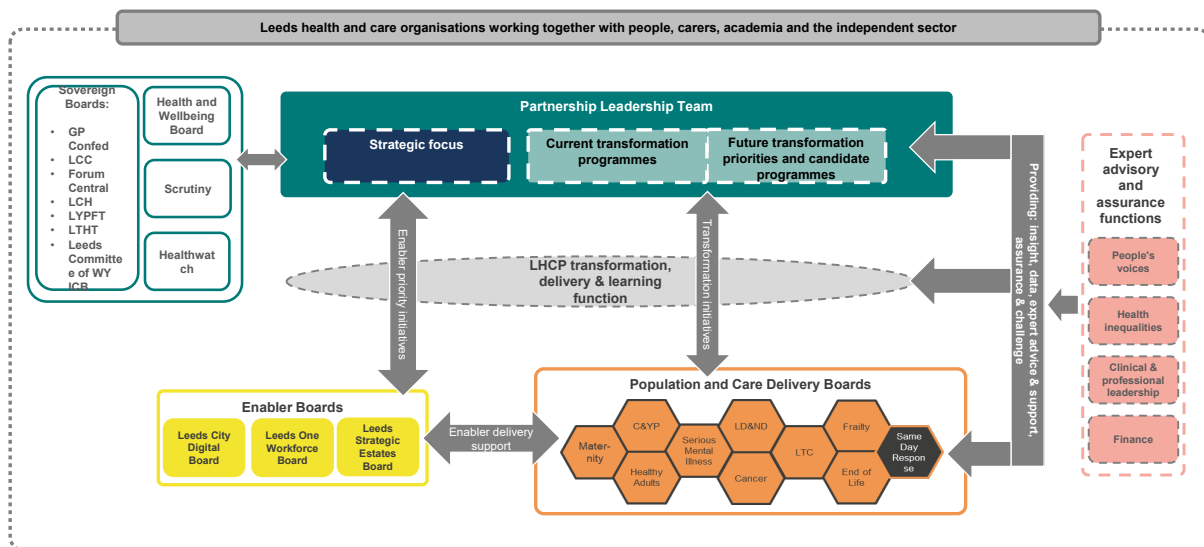 Leeds health and care organisations working together with people, carers, academia and the independent sector
Sovereign
Boards:
• GP
Confed
• LCC
• Forum
Central
• LCH
• LYPFT
• LTHT
• Leeds
Committe
e of WY
ICB
Health and
Wellbeing
Board
Scrutiny
Healthwat
ch
Partnership Leadership Team
Strategic focus
Current transformation
programmes
Future transformation
priorities and candidate
programmes
Enabler priority initiatives
Transformation initiatives
LHCP transformation,
delivery & learning
function
Providing: insight, data, expert advice & support,
assurance & challenge
Expert
advisory
and
assurance
functions
People's
voices
Health
inequalities
Clinical &
professional
leadership
Finance
Enabler Boards
Leeds City
Digital
Board
Leeds One
Workforce
Board
Leeds
Strategic
Estates Board
Enabler delivery
support
Population and Care Delivery Boards
Mater-
nity
C&YP
Healthy
Adults
Serious
Mental
Illness
LD&ND
Cancer
LTC
Frailty
End of
Life
Same
Day
Respon
se